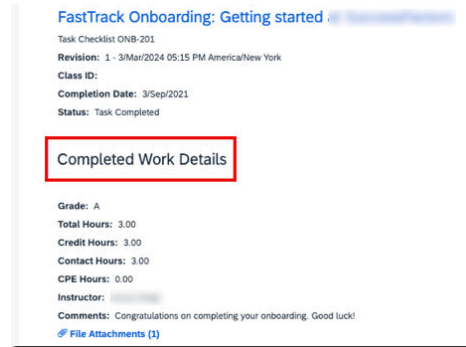 FastTrack Onboarding: Getting started
Task Checklist ONB-201
Revision: 1 - 3/Mar/2024 05:15 PM America/New York
Class ID:
Completion Date: 3/Sep/2021
Status: Task Completed
Completed Work Details
Grade: A
Total Hours: 3.00
Credit Hours: 3.00
Contact Hours: 3.00
CPE Hours: 0.00
Instructor:
Comments: Congratulations on completing your onboarding. Good luck!
File Attachments (1)